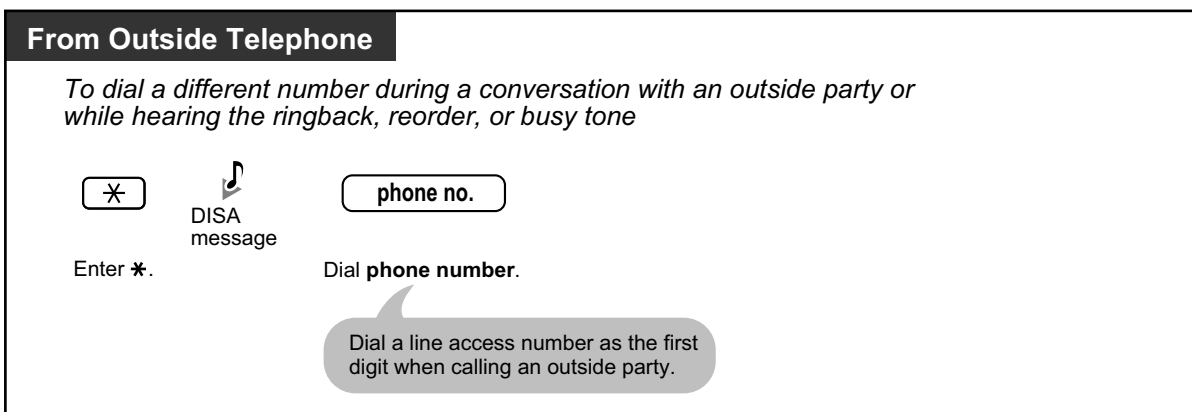 From Outside Telephone
To dial a different number during a conversation with an outside party or
while hearing the ringback, reorder, or busy tone
phone no.
DISA
message
Enter ✱.
Dial phone number.
Dial a line access number as the first
digit when calling an outside party.